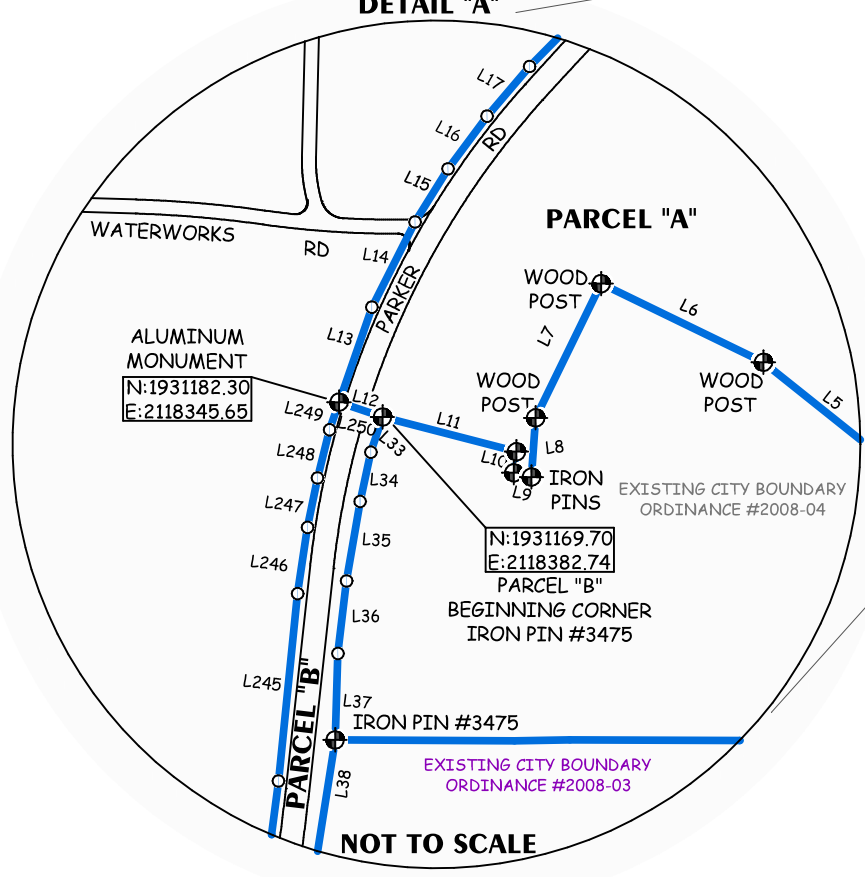 DETAIL "A"
L17
L16
RD
L15
WATERWORKS
RD
L14
PARCEL "A"
PARKER
WOOD
POST
L6
L7
L13
ALUMINUM
MONUMENT
N:1931182.30
E:2118345.65
WOOD
POST
WOOD
POST
L5
L12
L249
L250
L33
L11
L248
L10
L8
L34
L9
IRON
PINS
EXISTING CITY BOUNDARY
ORDINANCE #2008-04
L247
L35
N:1931169.70
E:2118382.74
PARCEL "B"
BEGINNING CORNER
IRON PIN #3475
L246
L36
L245
L37
PARCEL "B"
IRON PIN #3475
EXISTING CITY BOUNDARY
ORDINANCE #2008-03
L38
NOT TO SCALE